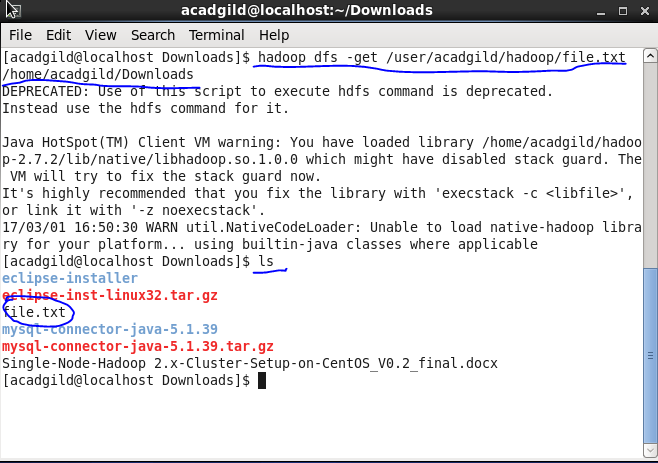 acadgild@localhost:~/Downloads
File Edit View Search Terminal Help
[acadgild@localhost Downloads]$ hadoop dfs -get /user/acadgild/hadoop/file.txt
/home/acadgild/Downloads
DEPRECATED: Use of this script to execute hdfs command is deprecated.
Instead use the hdfs command for it.
Java HotSpot(TM) Client VM warning: You have loaded library /home/acadgild/hadoo
p-2.7.2/lib/native/libhadoop.so.1.0.0 which might have disabled stack guard. The
 VM will try to fix the stack guard now.
It's highly recommended that you fix the library with 'execstack -c <libfile>',
or link it with '-z noexecstack'.
17/03/01 16:50:30 WARN util.NativeCodeLoader: Unable to load native-hadoop libra
ry for your platform... using builtin-java classes where applicable
[acadgild@localhost Downloads]$ ls
eclipse-installer
eclipse-inst-linux32.tar.gz
file.txt
mysql-connector-java-5.1.39
mysql-connector-java-5.1.39.tar.gz
Single-Node-Hadoop 2.x-Cluster-Setup-on-CentOS_V0.2_final.docx
[acadgild@localhost Downloads]$